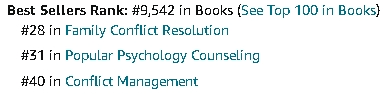 Best Sellers Rank: #9,542 in Books (See Top 100 in Books)
#28 in Family Conflict Resolution
#31 in Popular Psychology Counseling
#40 in Conflict Management